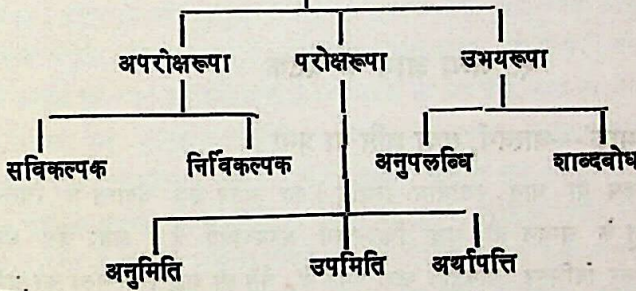 अपरोक्षरूपा परोक्षरूपा उभयरूपा
सविकल्पक निर्विकल्पक अनुपलब्धि शाब्दबोध
अनुमिति उपमिति अर्थापत्ति